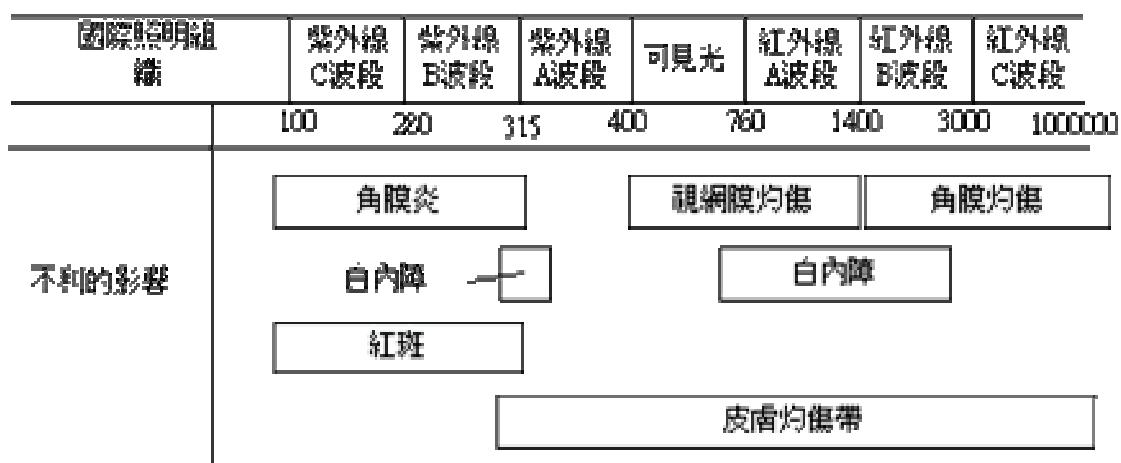 國際照明組織
紫外線C波段
紫外線B波段
紫外線A波段
可見光
紅外線A波段
紅外線B波段
紅外線C波段
100 280 315 400 760 1400 3000 1000000
角膜炎 視網膜灼傷 角膜灼傷
不利的影響
白內障 白內障
紅斑
皮膚灼傷帶